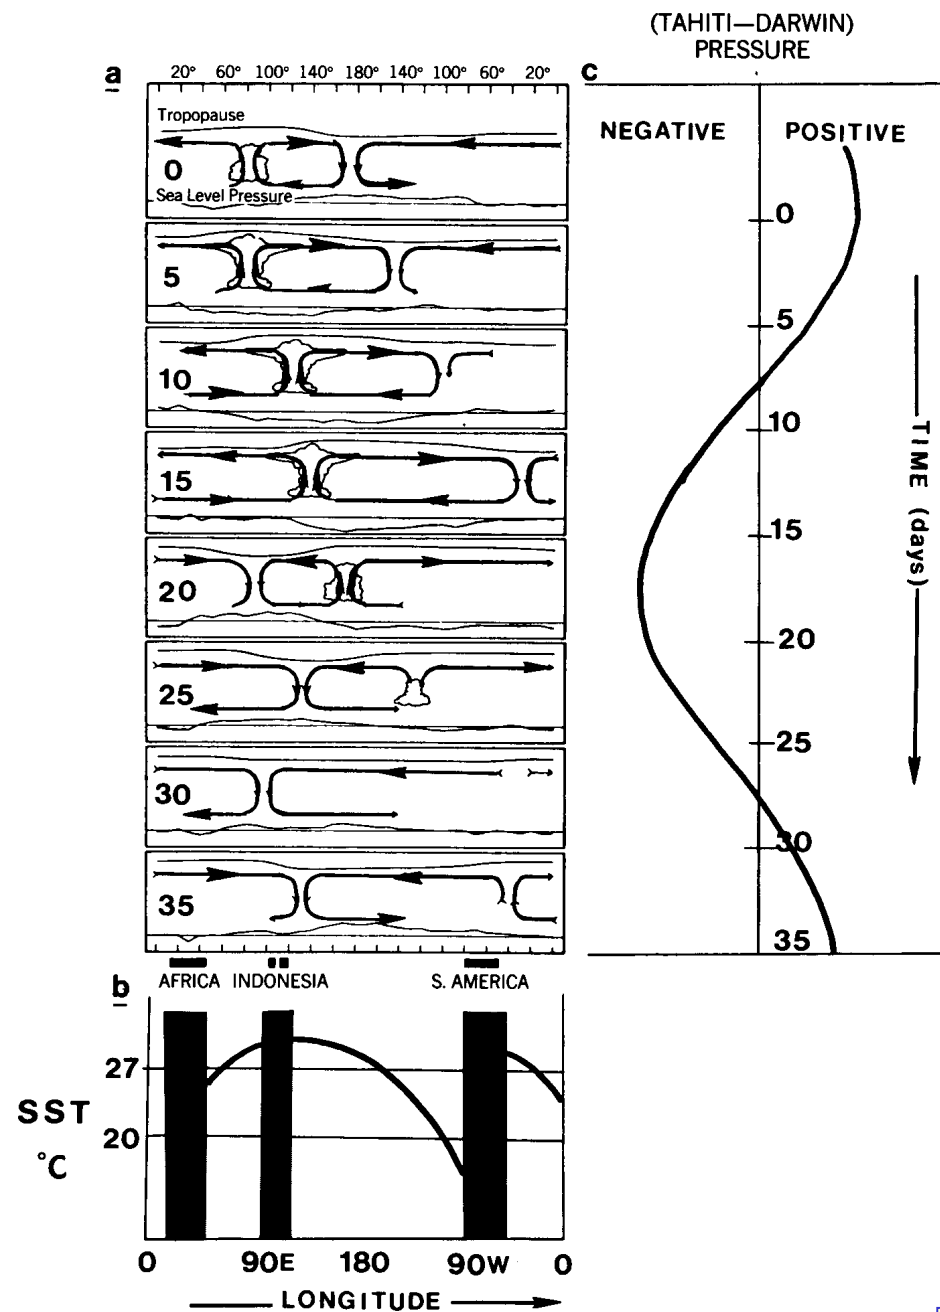 (TAHITI—DARWIN)
PRESSURE
a
20° 60° 100° 140° 180° 140° 100° 60° 20°
c
Tropopause
0
Sea Level Pressure
5
10
15
20
25
30
35
NEGATIVE POSITIVE
0
5
10
15
20
25
30
35
TIME (days)
AFRICA INDONESIA S. AMERICA
b
27
SST
20
°C
0 90E 180 90W 0
LONGITUDE